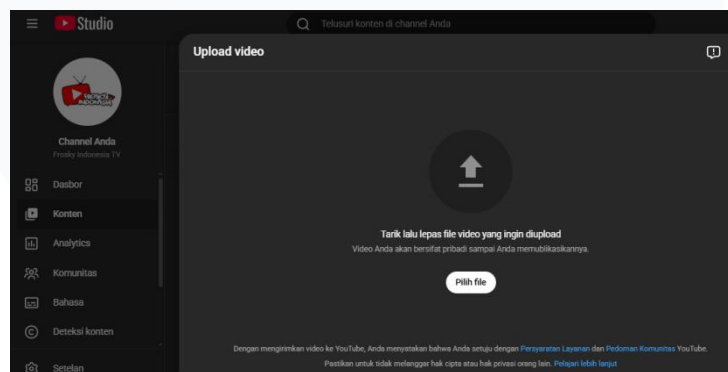 Studio
Telusuri konten di channel Anda
Upload video
Channel Anda
Frosky Indonesia TV
Dasbor
Konten
Analytics
Komunitas
Bahasa
Deteksi konten
Setelan
Tarik lalu lepas file video yang ingin diupload
Video Anda akan bersifat pribadi sampai Anda memublikasikannya.
Pilih file
Dengan mengirimkan video ke YouTube, Anda menyatakan bahwa Anda setuju dengan Persyaratan Layanan dan Pedoman Komunitas YouTube.
Pastikan untuk tidak melanggar hak cipta atau hak privasi orang lain. Pelajari lebih lanjut